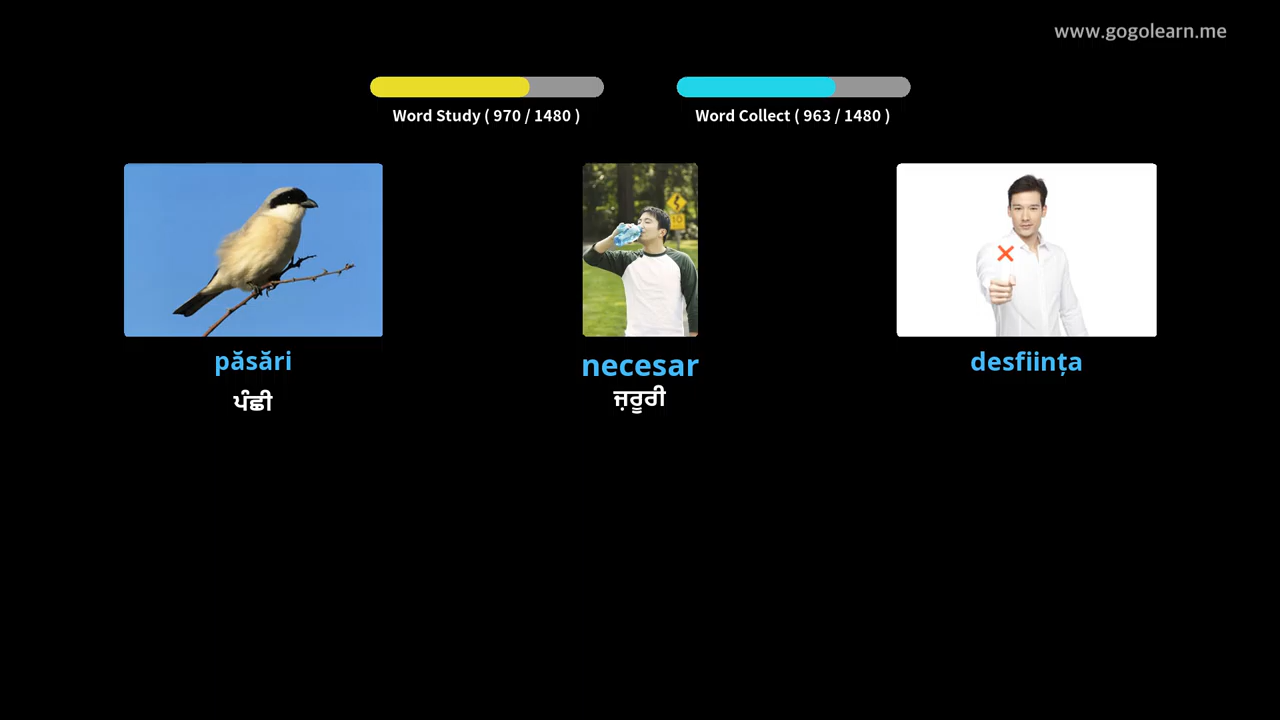 www.gogolearn.me
Word Study ( 970 / 1480 )
Word Collect ( 963 / 1480 )
păsări
ਪੰਛੀ
necesar
ਜ਼ਰੂਰੀ
desființa